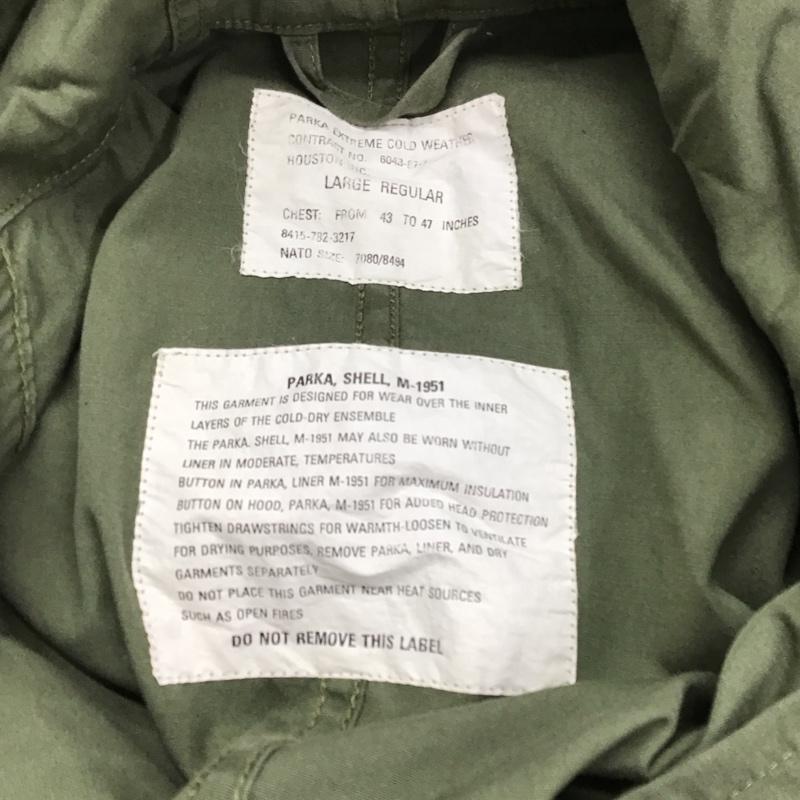 PARKA EXTREME COLD WEATHER
CONTRAST NO. 6043-87-
HOUSTON INC.
LARGE REGULAR
CHEST: FROM 43 TO 47 INCHES
8415-782-3217
NATO SIZE: 7080/8494
PARKA, SHELL, M-1951
THIS GARMENT IS DESIGNED FOR WEAR OVER THE INNER
LAYERS OF THE COLD-DRY ENSEMBLE
THE PARKA. SHELL, M-1951 MAY ALSO BE WORN WITHOUT
LINER IN MODERATE, TEMPERATURES
BUTTON IN PARKA, LINER M-1951 FOR MAXIMUM INSULATION
BUTTON ON HOOD, PARKA, M-1951 FOR ADDED HEAD PROTECTION
TIGHTEN DRAWSTRINGS FOR WARMTH-LOOSEN TO VENTILATE
FOR DRYING PURPOSES, REMOVE PARKA, LINER, AND DRY
GARMENTS SEPARATELY
DO NOT PLACE THIS GARMENT NEAR HEAT SOURCES
SUCH AS OPEN FIRES
DO NOT REMOVE THIS LABEL